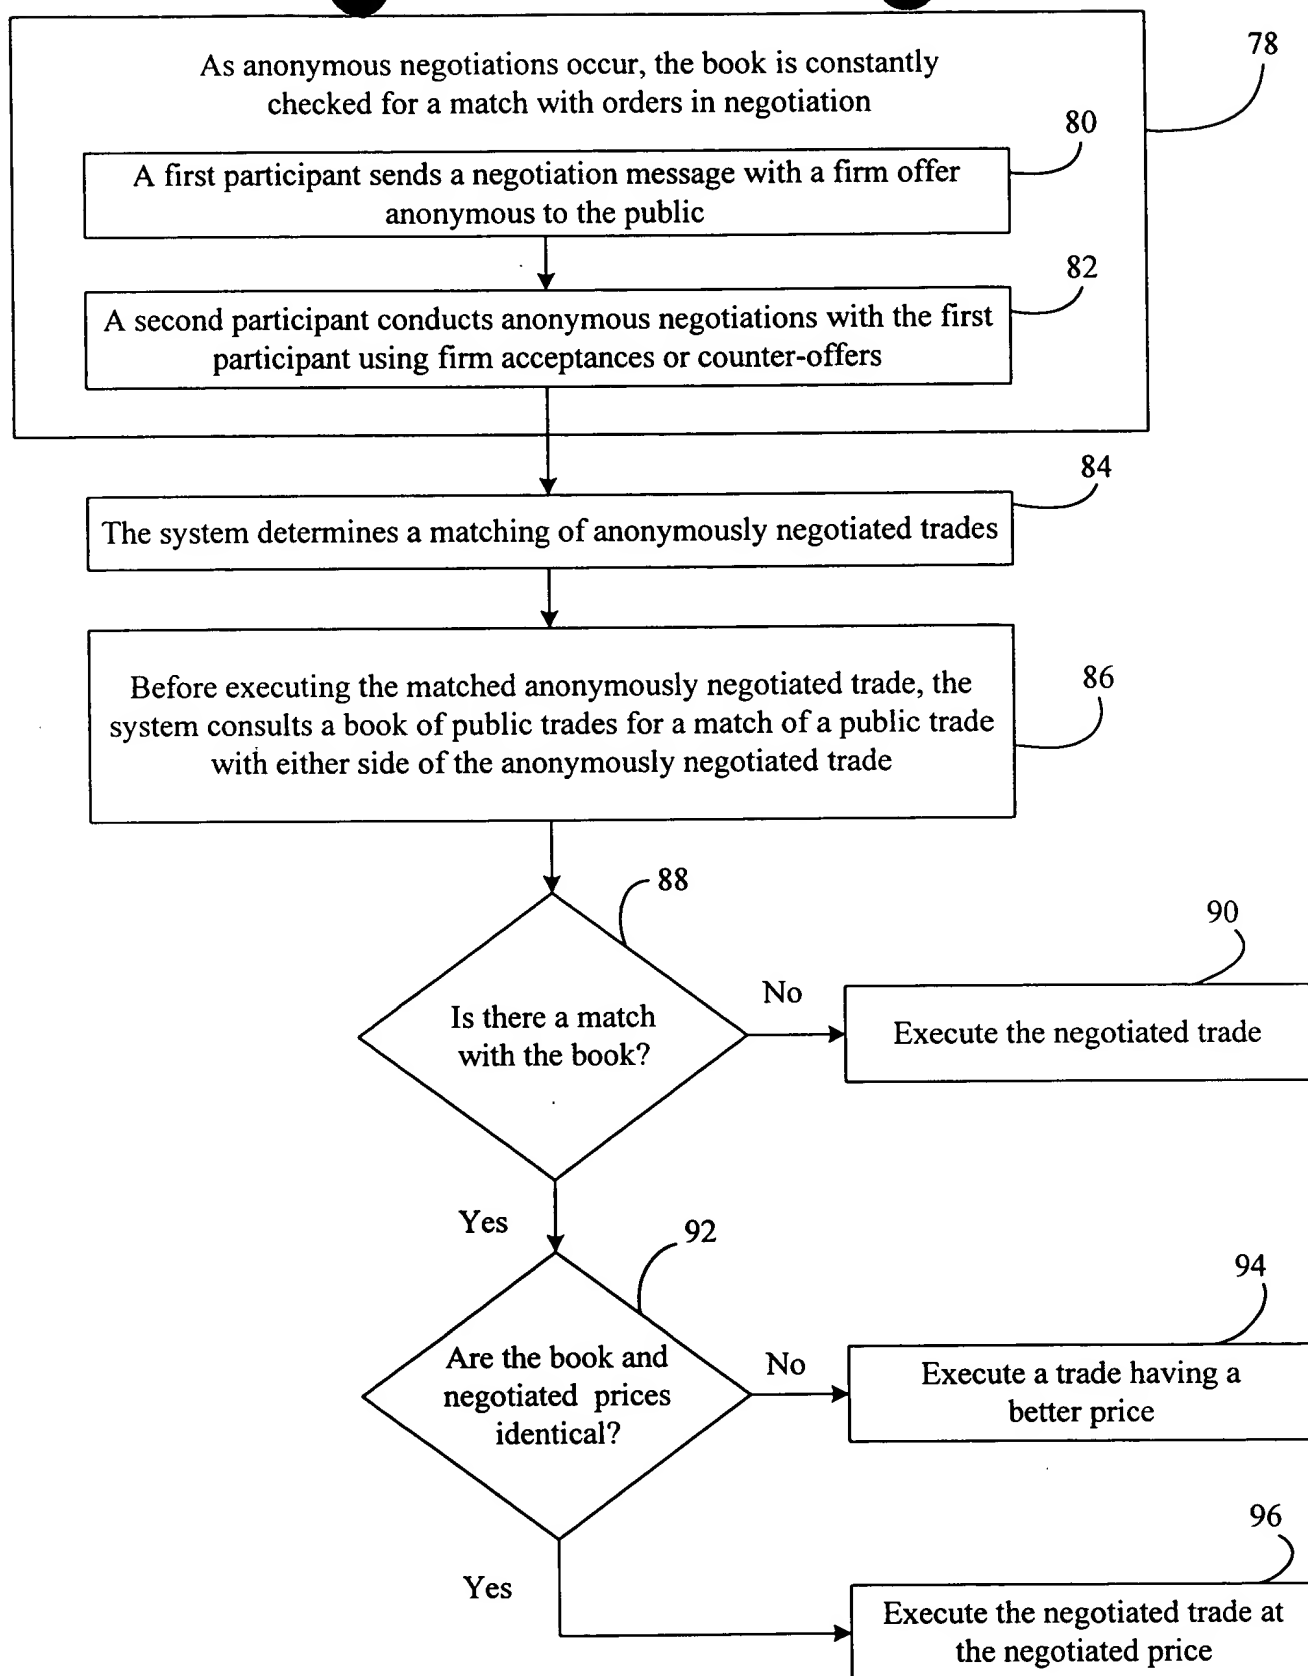 As anonymous negotiations occur, the book is constantly
checked for a match with orders in negotiation
78
80
A first participant sends a negotiation message with a firm offer
anonymous to the public
82
A second participant conducts anonymous negotiations with the first
participant using firm acceptances or counter-offers
84
The system determines a matching of anonymously negotiated trades
86
Before executing the matched anonymously negotiated trade, the
system consults a book of public trades for a match of a public trade
with either side of the anonymously negotiated trade
88
Is there a match
with the book?
No
90
Execute the negotiated trade
Yes
92
Are the book and
negotiated prices
identical?
No
94
Execute a trade having a
better price
Yes
96
Execute the negotiated trade at
the negotiated price